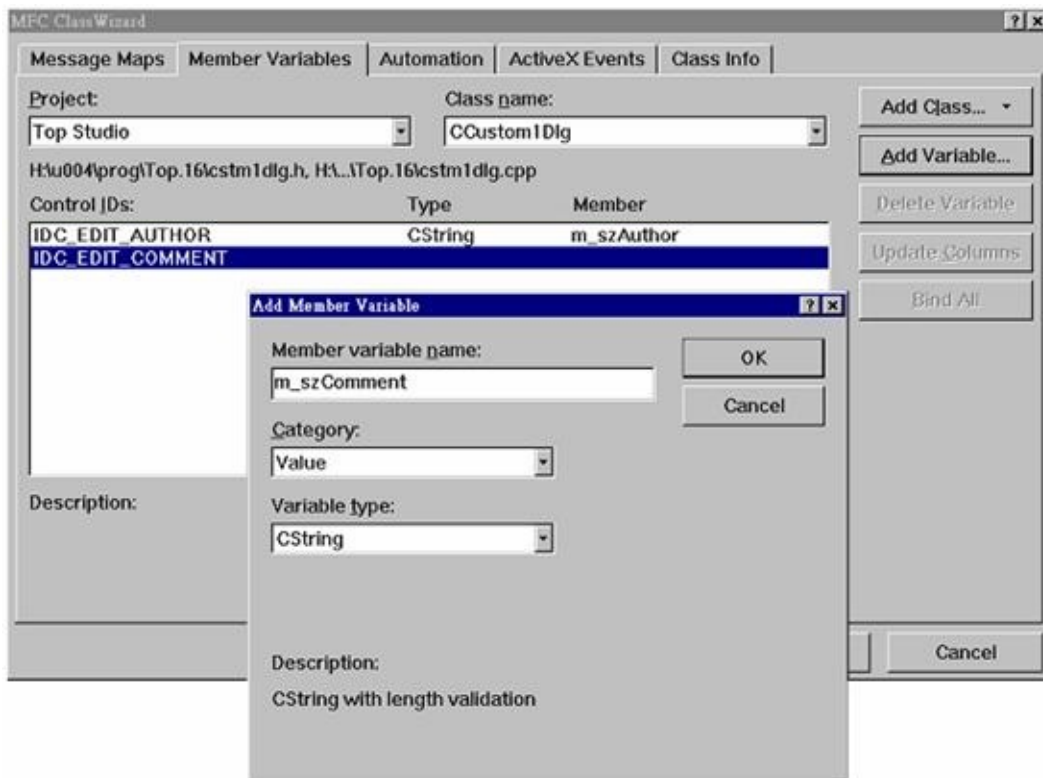 MFC ClassWizard
Message Maps Member Variables Automation ActiveX Events Class Info
Project: Class name:
Top Studio CCustom1Dlg
Add Class...
Add Variable...
H:\u004\prog\Top.16\cstm1dlg.h, H:\...\Top.16\cstm1dlg.cpp
Control IDs: Type Member
Delete Variable
IDC_EDIT_AUTHOR CString m_szAuthor
IDC_EDIT_COMMENT
Update Columns
Bind All
Add Member Variable
Member variable name:
m_szComment
OK
Cancel
Category:
Value
Variable type:
CString
Description:
CString with length validation
Description:
Cancel